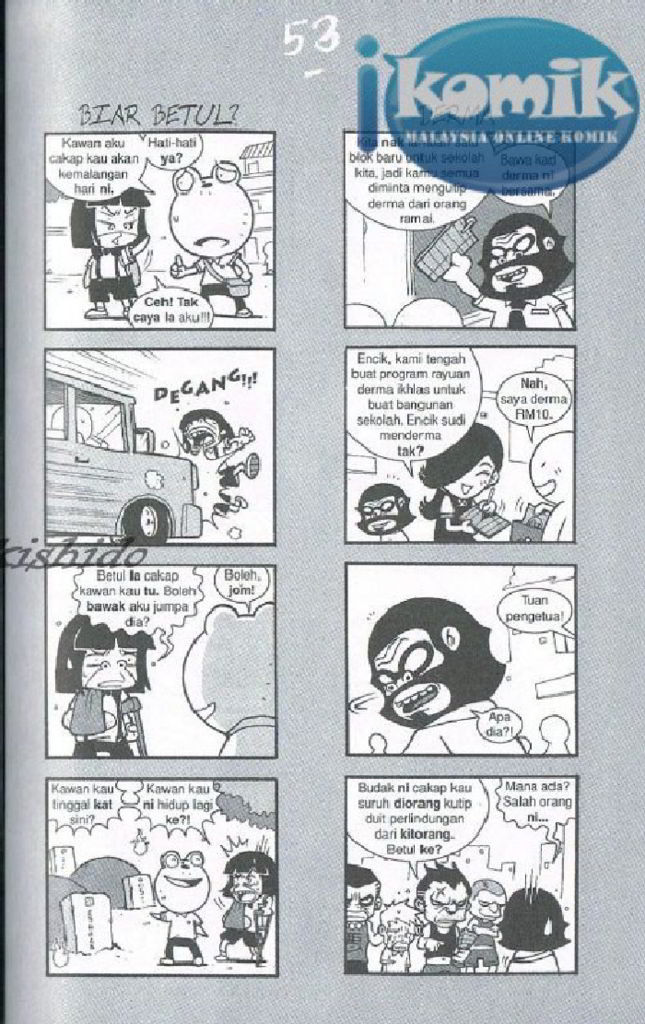 53
ikomik
MALAYSIA ONLINE KOMIK
BIAR BETUL?
Kawan aku
cakap kau akan
kemalangan
hari ni.
Hati-hati
ya?
Ceh! Tak
caya la aku!!!
DEGANG!!!
kishido
Betul la cakap
kawan kau tu. Boleh
bawak aku jumpa
dia?
Boleh,
jom!
Kawan kau
tinggal kat
sini?
Kawan kau
ni hidup lagi
ke?!
DERMA
Kita nak
blok baru untuk sekolah
kita, jadi kamu semua
diminta mengutip
derma dari orang
ramai.
Bawa kad
derma ni
bersama.
Encik, kami tengah
buat program rayuan
derma ikhlas untuk
buat bangunan
sekolah. Encik sudi
menderma
tak?
Nah,
saya derma
RM10.
Tuan
pengetua!
Apa
dia?!
Budak ni cakap kau
suruh diorang kutip
duit perlindungan
dari kitorang.
Betul ke?
Mana ada?
Salah orang
ni...